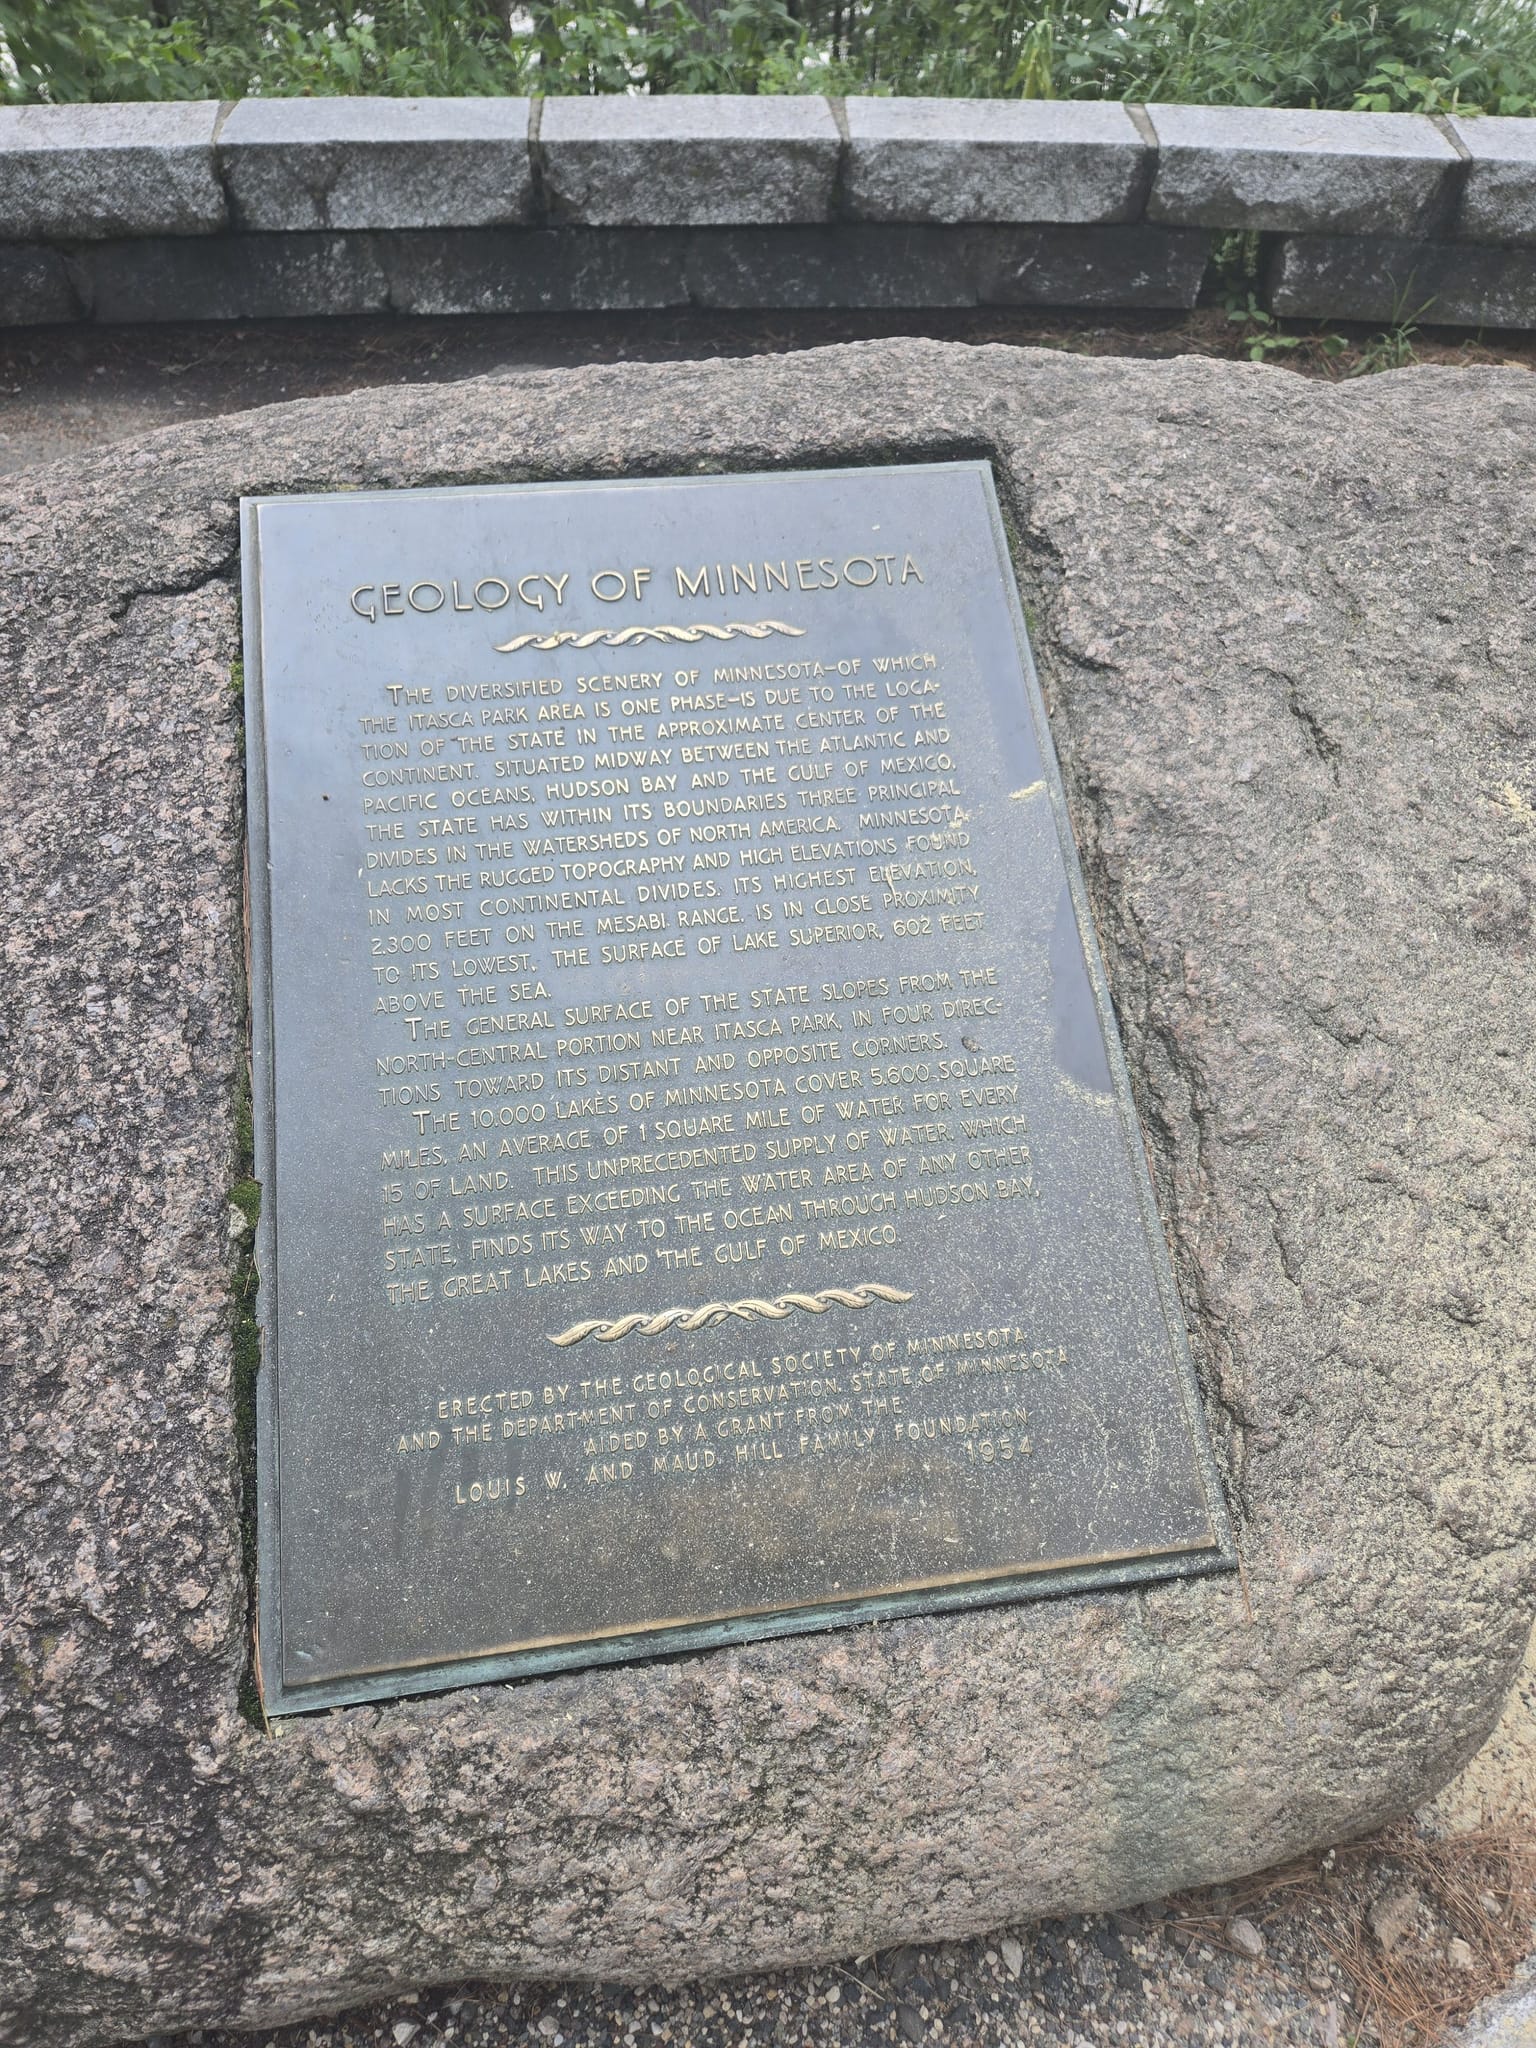 GEOLOGY OF MINNESOTA
THE DIVERSIFIED SCENERY OF MINNESOTA—OF WHICH
THE ITASCA PARK AREA IS ONE PHASE—IS DUE TO THE LOCA-
TION OF THE STATE IN THE APPROXIMATE CENTER OF THE
CONTINENT. SITUATED MIDWAY BETWEEN THE ATLANTIC AND
PACIFIC OCEANS, HUDSON BAY AND THE GULF OF MEXICO,
THE STATE HAS WITHIN ITS BOUNDARIES THREE PRINCIPAL
DIVIDES IN THE WATERSHEDS OF NORTH AMERICA. MINNESOTA
LACKS THE RUGGED TOPOGRAPHY AND HIGH ELEVATIONS FOUND
IN MOST CONTINENTAL DIVIDES. ITS HIGHEST ELEVATION,
2,300 FEET ON THE MESABI RANGE, IS IN CLOSE PROXIMITY
TO ITS LOWEST, THE SURFACE OF LAKE SUPERIOR, 602 FEET
ABOVE THE SEA.
THE GENERAL SURFACE OF THE STATE SLOPES FROM THE
NORTH-CENTRAL PORTION NEAR ITASCA PARK, IN FOUR DIREC-
TIONS TOWARD ITS DISTANT AND OPPOSITE CORNERS.
THE 10,000 LAKES OF MINNESOTA COVER 5,600 SQUARE
MILES, AN AVERAGE OF 1 SQUARE MILE OF WATER FOR EVERY
15 OF LAND. THIS UNPRECEDENTED SUPPLY OF WATER, WHICH
HAS A SURFACE EXCEEDING THE WATER AREA OF ANY OTHER
STATE, FINDS ITS WAY TO THE OCEAN THROUGH HUDSON BAY,
THE GREAT LAKES AND THE GULF OF MEXICO.
ERECTED BY THE GEOLOGICAL SOCIETY OF MINNESOTA
AND THE DEPARTMENT OF CONSERVATION, STATE OF MINNESOTA
AIDED BY A GRANT FROM THE
LOUIS W. AND MAUD HILL FAMILY FOUNDATION
1954